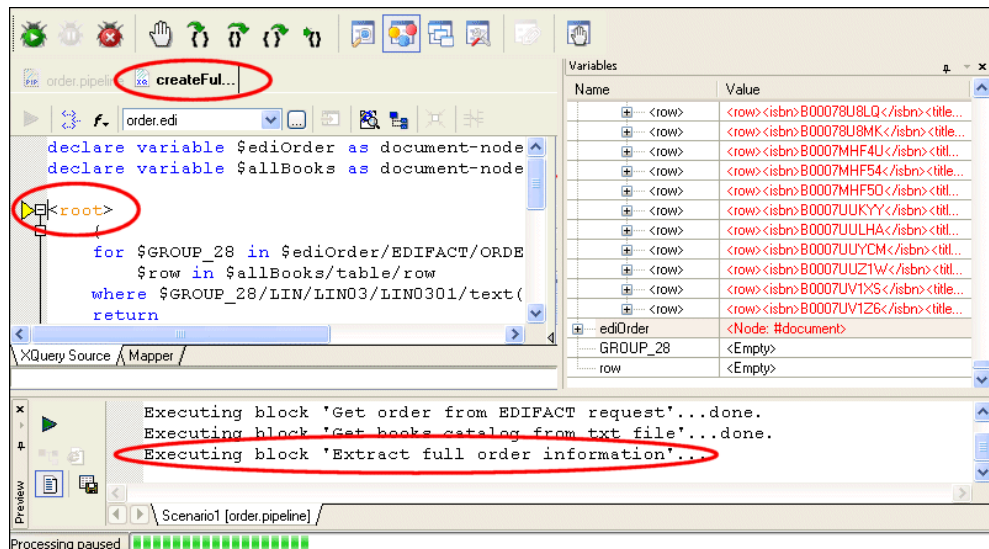 order.pipeline
createFul...
order.edi
declare variable $ediOrder as document-node
declare variable $allBooks as document-node
<root>
{
for $GROUP_28 in $ediOrder/EDIFACT/ORDE
$row in $allBooks/table/row
where $GROUP_28/LIN/LIN03/LIN0301/text(
return
XQuery Source Mapper
Variables
Name Value
<row> <row><isbn>B00078U8LQ</isbn><title...
<row> <row><isbn>B00078U8MK</isbn><title...
<row> <row><isbn>B0007MHF4U</isbn><titl...
<row> <row><isbn>B0007MHF54</isbn><title...
<row> <row><isbn>B0007MHF5O</isbn><titl...
<row> <row><isbn>B0007UUKYY</isbn><titl...
<row> <row><isbn>B0007UULHA</isbn><titl...
<row> <row><isbn>B0007UUYCM</isbn><titl...
<row> <row><isbn>B0007UUZ1W</isbn><titl...
<row> <row><isbn>B0007UV1XS</isbn><title...
<row> <row><isbn>B0007UV1Z6</isbn><title...
ediOrder <Node: #document>
GROUP_28 <Empty>
row <Empty>
Executing block 'Get order from EDIFACT request'...done.
Executing block 'Get books catalog from txt file'...done.
Executing block 'Extract full order information'...
Preview
Scenario1 [order.pipeline]
Processing paused